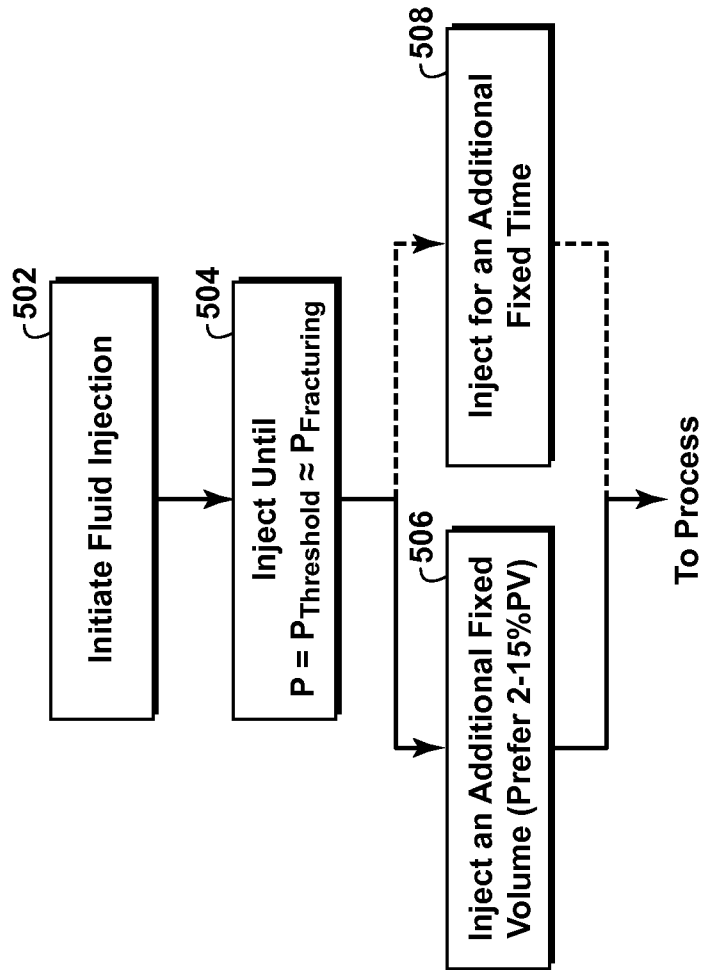 502
Initiate Fluid Injection
504
Inject Until
P = PThreshold ≈ PFracturing
506
Inject an Additional Fixed
Volume (Prefer 2-15%PV)
508
Inject for an Additional
Fixed Time
To Process